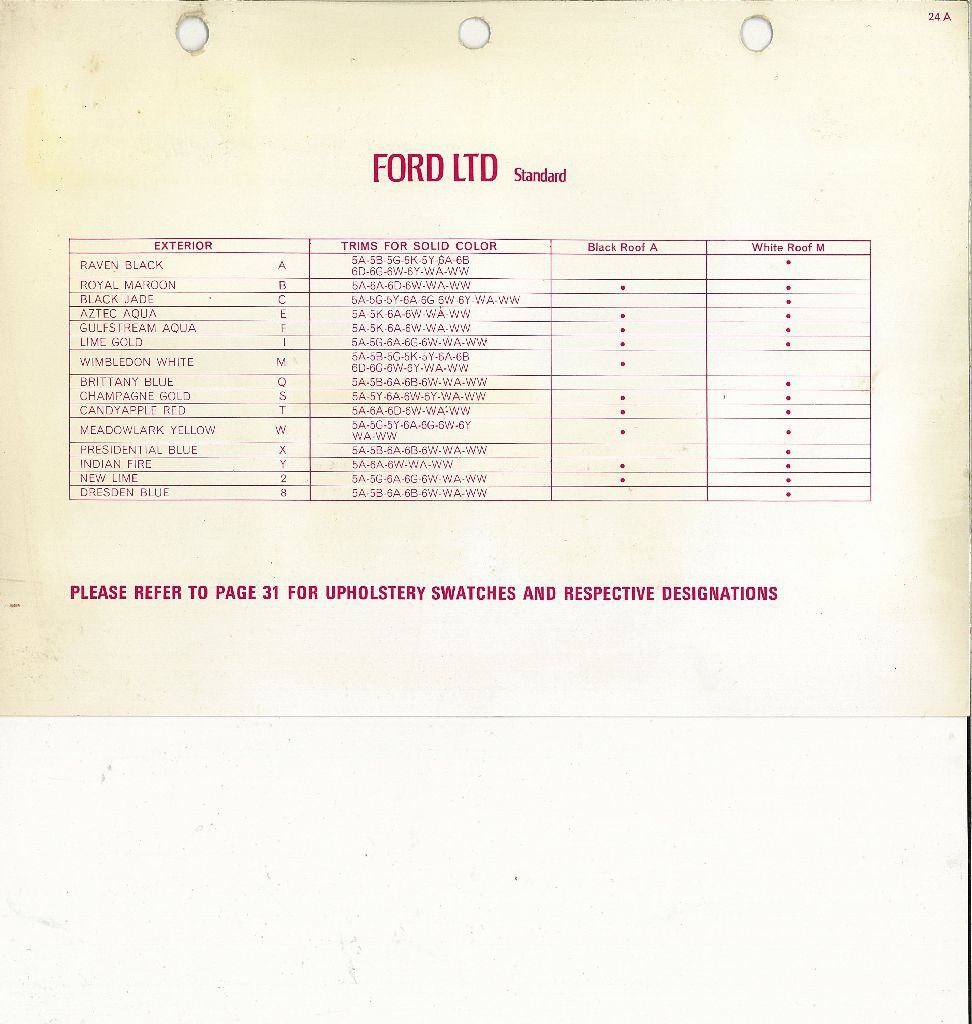 24 A
FORD LTD Standard
EXTERIOR TRIMS FOR SOLID COLOR Black Roof A White Roof M
RAVEN BLACK A 5A-5B-5G-5K-5Y-6A-6B •
6D-6G-6W-6Y-WA-WW
ROYAL MAROON B 5A-6A-6D-6W-WA-WW • •
BLACK JADE C 5A-5G-5Y-6A-6G-6W-6Y-WA-WW •
AZTEC AQUA E 5A-5K-6A-6W-WA-WW • •
GULFSTREAM AQUA F 5A-5K-6A-6W-WA-WW • •
LIME GOLD I 5A-5G-6A-6G-6W-WA-WW • •
WIMBLEDON WHITE M 5A-5B-5G-5K-5Y-6A-6B •
6D-6G-6W-6Y-WA-WW
BRITTANY BLUE Q 5A-5B-6A-6B-6W-WA-WW •
CHAMPAGNE GOLD S 5A-5Y-6A-6W-6Y-WA-WW • •
CANDYAPPLE RED T 5A-6A-6D-6W-WA-WW • •
MEADOWLARK YELLOW W 5A-5G-5Y-6A-6G-6W-6Y • •
WA-WW
PRESIDENTIAL BLUE X 5A-5B-6A-6B-6W-WA-WW •
INDIAN FIRE Y 5A-6A-6W-WA-WW • •
NEW LIME 2 5A-5G-6A-6G-6W-WA-WW • •
DRESDEN BLUE 8 5A-5B-6A-6B-6W-WA-WW •
PLEASE REFER TO PAGE 31 FOR UPHOLSTERY SWATCHES AND RESPECTIVE DESIGNATIONS